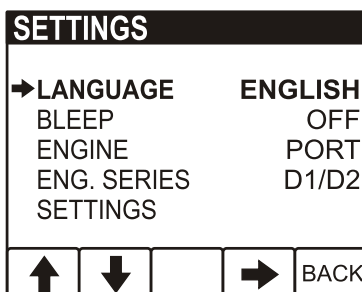 SETTINGS
LANGUAGE ENGLISH
BLEEP OFF
ENGINE PORT
ENG. SERIES D1/D2
SETTINGS
BACK